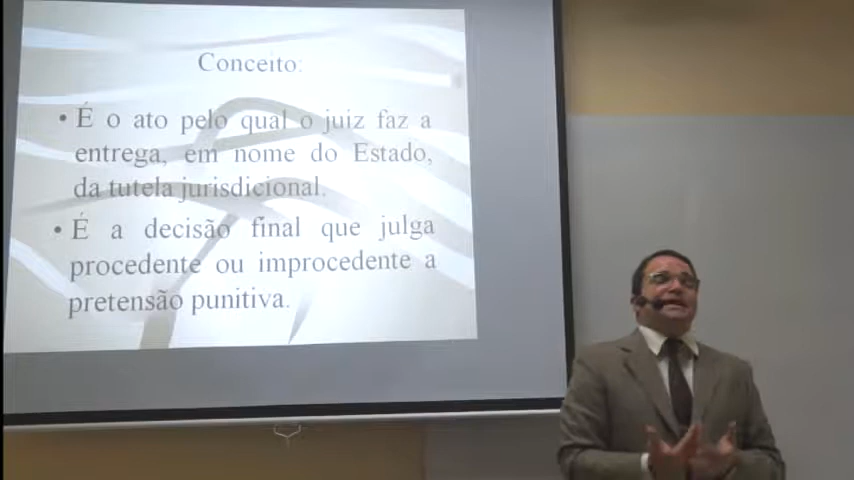 Conceito:
• É o ato pelo qual o juiz faz a
entrega, em nome do Estado,
da tutela jurisdicional.
• É a decisão final que julga
procedente ou improcedente a
pretensão punitiva.